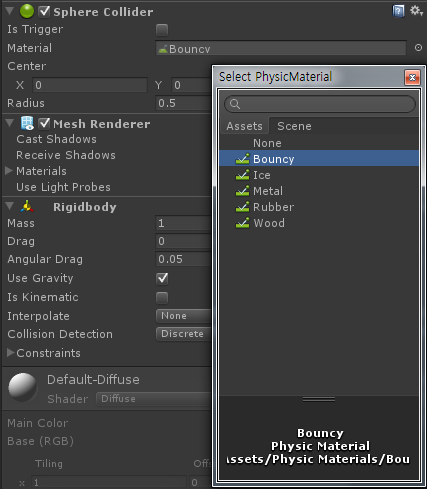 Sphere Collider
Is Trigger
Material Bouncy
Center
X 0 Y 0
Radius 0.5
Mesh Renderer
Cast Shadows
Receive Shadows
Materials
Use Light Probes
Rigidbody
Mass 1
Drag 0
Angular Drag 0.05
Use Gravity
Is Kinematic
Interpolate None
Collision Detection Discrete
Constraints
Default-Diffuse
Shader Diffuse
Main Color
Base (RGB)
Tiling Off
x 1 0
Select PhysicMaterial
Assets Scene
None
Bouncy
Ice
Metal
Rubber
Wood
Bouncy
Physic Material
Assets/Physic Materials/Bou